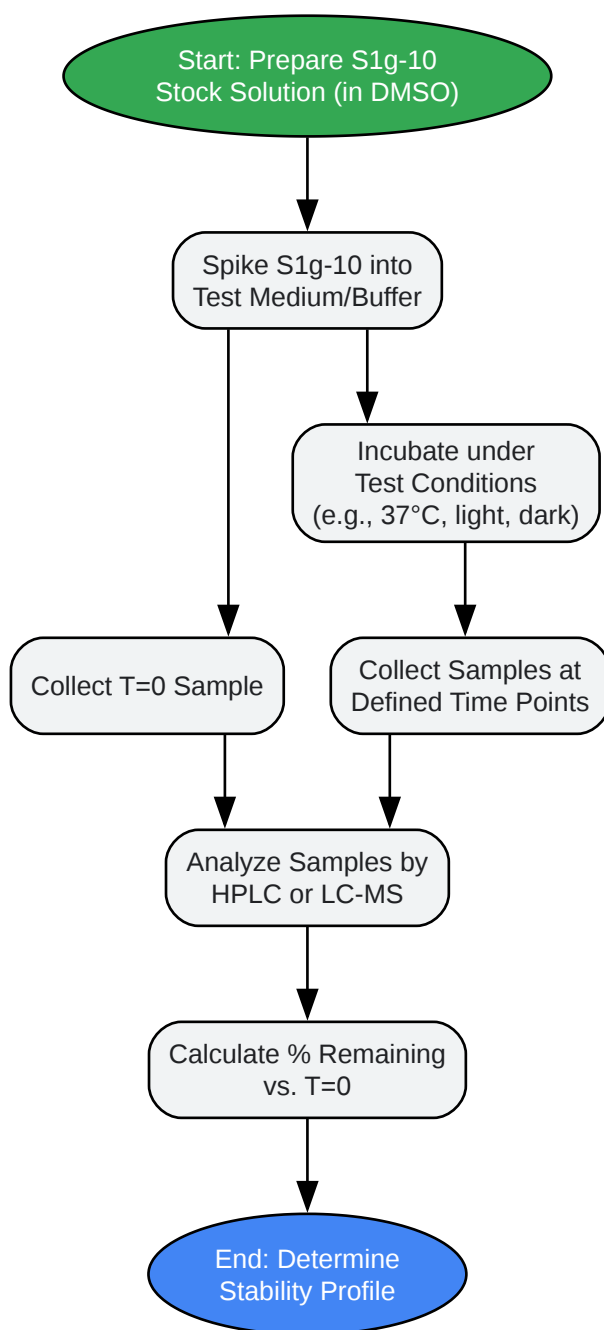 Start: Prepare S1g-10
Stock Solution (in DMSO)
Spike S1g-10 into
Test Medium/Buffer
Incubate under
Test Conditions
(e.g., 37°C, light, dark)
Collect T=0 Sample
Collect Samples at
Defined Time Points
Analyze Samples by
HPLC or LC-MS
Calculate % Remaining
vs. T=0
End: Determine
Stability Profile